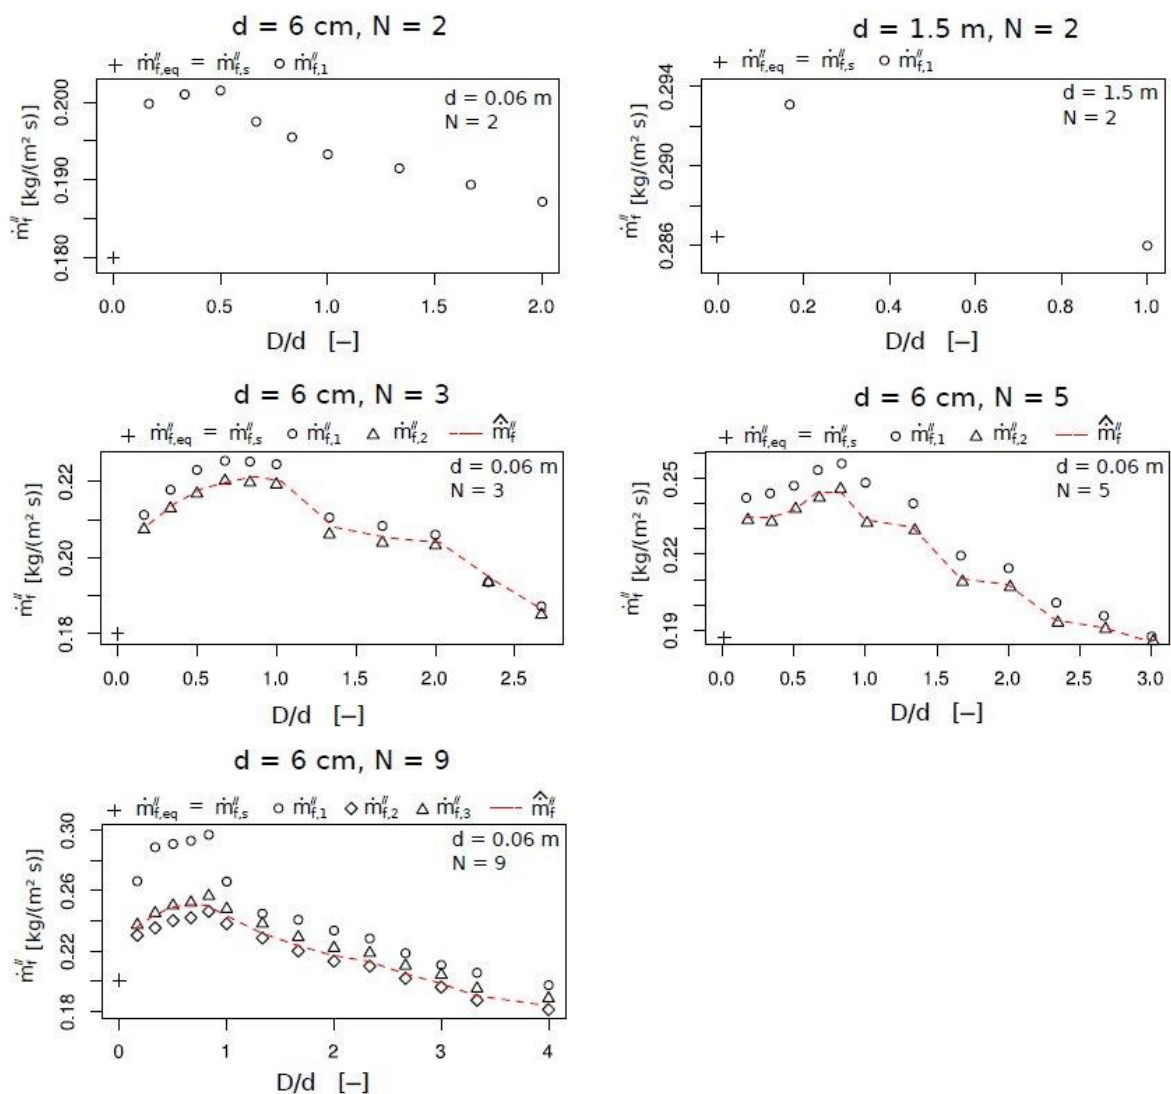 d = 6 cm, N = 2
+ ṁ″f,eq = ṁ″f,s ○ ṁ″f,1
d = 0.06 m
N = 2
ṁ″f [kg/(m² s)]
0.200
0.190
0.180
0.0 0.5 1.0 1.5 2.0
D/d [−]
d = 1.5 m, N = 2
+ ṁ″f,eq = ṁ″f,s ○ ṁ″f,1
d = 1.5 m
N = 2
ṁ″f [kg/(m² s)]
0.294
0.290
0.286
0.0 0.2 0.4 0.6 0.8 1.0
D/d [−]
d = 6 cm, N = 3
+ ṁ″f,eq = ṁ″f,s ○ ṁ″f,1 △ ṁ″f,2 — ṁ̂″f
d = 0.06 m
N = 3
ṁ″f [kg/(m² s)]
0.22
0.20
0.18
0.0 0.5 1.0 1.5 2.0 2.5
D/d [−]
d = 6 cm, N = 5
+ ṁ″f,eq = ṁ″f,s ○ ṁ″f,1 △ ṁ″f,2 — ṁ̂″f
d = 0.06 m
N = 5
ṁ″f [kg/(m² s)]
0.25
0.22
0.19
0.0 0.5 1.0 1.5 2.0 2.5 3.0
D/d [−]
d = 6 cm, N = 9
+ ṁ″f,eq = ṁ″f,s ○ ṁ″f,1 ◇ ṁ″f,2 △ ṁ″f,3 — ṁ̂″f
d = 0.06 m
N = 9
ṁ″f [kg/(m² s)]
0.30
0.26
0.22
0.18
0 1 2 3 4
D/d [−]